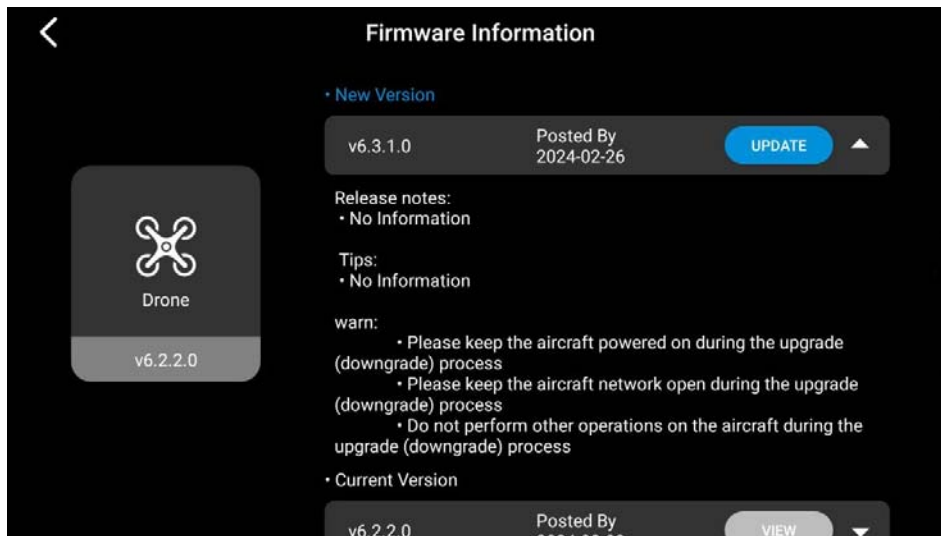 Firmware Information
• New Version
v6.3.1.0
Posted By
2024-02-26
UPDATE
Release notes:
• No Information
Tips:
• No Information
warn:
• Please keep the aircraft powered on during the upgrade
(downgrade) process
• Please keep the aircraft network open during the upgrade
(downgrade) process
• Do not perform other operations on the aircraft during the
upgrade (downgrade) process
Drone
v6.2.2.0
• Current Version
v6.2.2.0
Posted By
VIEW